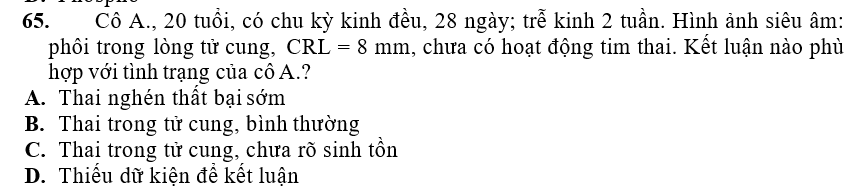 65. Cô A., 20 tuổi, có chu kỳ kinh đều, 28 ngày; trễ kinh 2 tuần. Hình ảnh siêu âm:
phôi trong lòng tử cung, CRL = 8 mm, chưa có hoạt động tim thai. Kết luận nào phù
hợp với tình trạng của cô A.?
A. Thai nghén thất bại sớm
B. Thai trong tử cung, bình thường
C. Thai trong tử cung, chưa rõ sinh tồn
D. Thiếu dữ kiện để kết luận